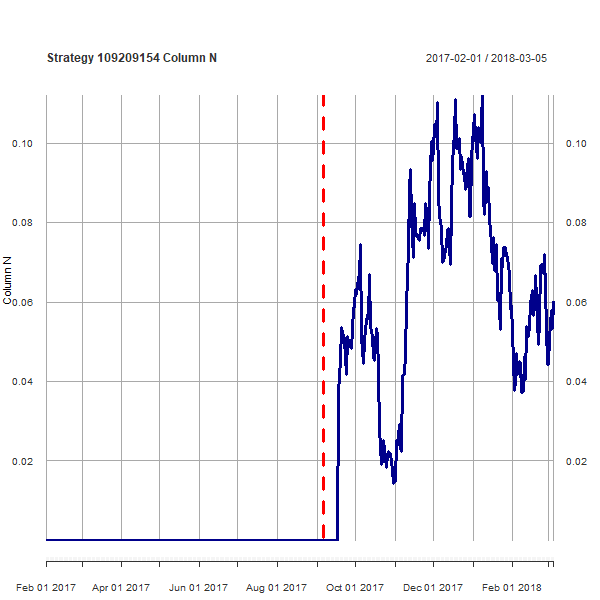 Strategy 109209154 Column N
2017-02-01 / 2018-03-05
0.10 0.10
0.08 0.08
Column N
0.06 0.06
0.04 0.04
0.02 0.02
Feb 01 2017 Apr 01 2017 Jun 01 2017 Aug 01 2017 Oct 01 2017 Dec 01 2017 Feb 01 2018